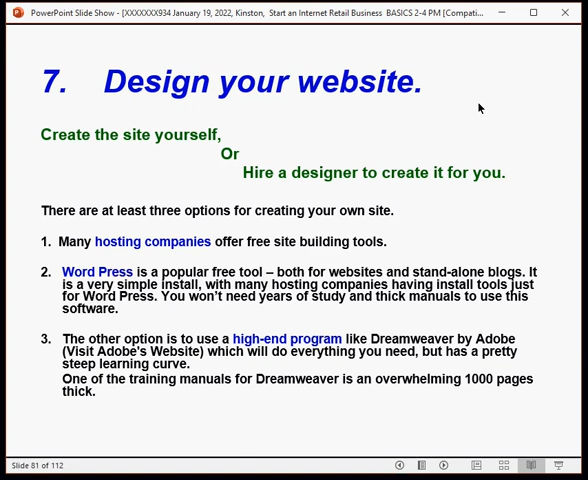 PowerPoint Slide Show - [XXXXXXX934 January 19, 2022, Kinston, Start an Internet Retail Business BASICS 2-4 PM [Compati...
7. Design your website.
Create the site yourself,
Or
Hire a designer to create it for you.
There are at least three options for creating your own site.
1. Many hosting companies offer free site building tools.
2. Word Press is a popular free tool – both for websites and stand-alone blogs. It
is a very simple install, with many hosting companies having install tools just
for Word Press. You won't need years of study and thick manuals to use this
software.
3. The other option is to use a high-end program like Dreamweaver by Adobe
(Visit Adobe's Website) which will do everything you need, but has a pretty
steep learning curve.
One of the training manuals for Dreamweaver is an overwhelming 1000 pages
thick.
Slide 81 of 112